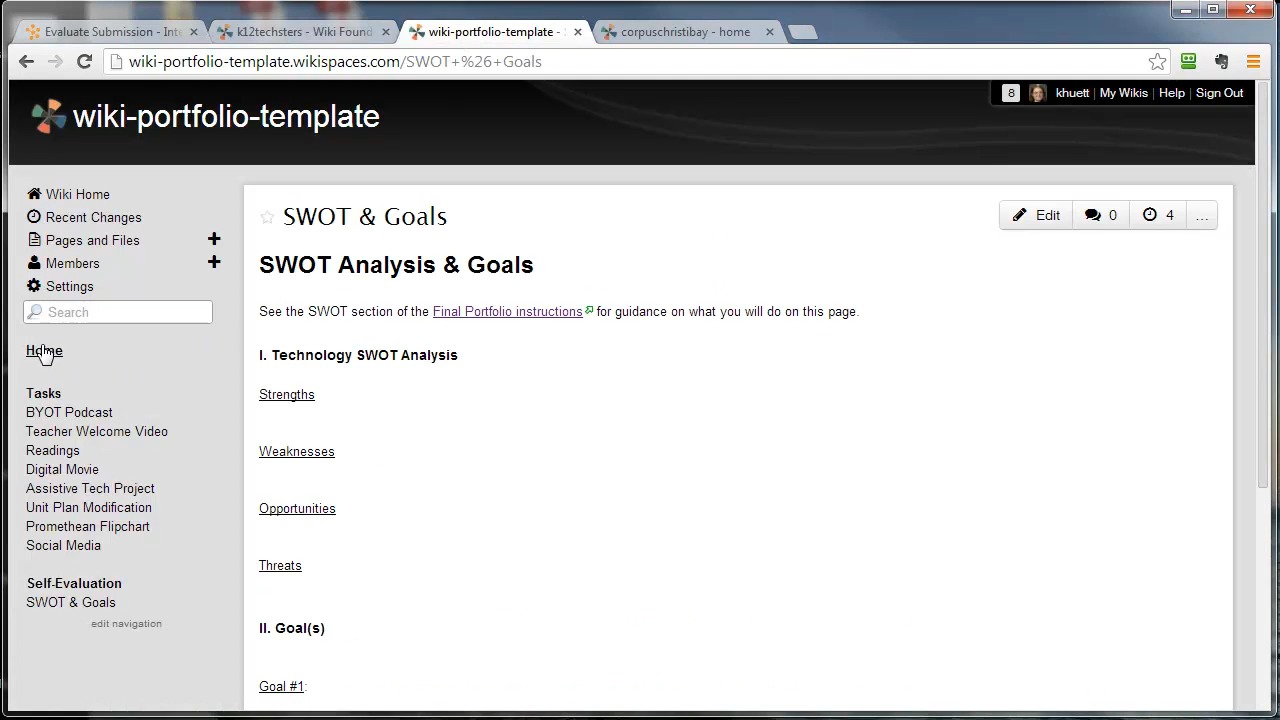 Evaluate Submission - Inte
k12techsters - Wiki Found
wiki-portfolio-template -
corpuschristibay - home
wiki-portfolio-template.wikispaces.com/SWOT+%26+Goals
8 khuett My Wikis Help Sign Out
wiki-portfolio-template
Wiki Home
Recent Changes
Pages and Files
Members
Settings
Search
Home
Tasks
BYOT Podcast
Teacher Welcome Video
Readings
Digital Movie
Assistive Tech Project
Unit Plan Modification
Promethean Flipchart
Social Media
Self-Evaluation
SWOT & Goals
edit navigation
SWOT & Goals
Edit
0
4
...
SWOT Analysis & Goals
See the SWOT section of the Final Portfolio instructions for guidance on what you will do on this page.
I. Technology SWOT Analysis
Strengths
Weaknesses
Opportunities
Threats
II. Goal(s)
Goal #1: